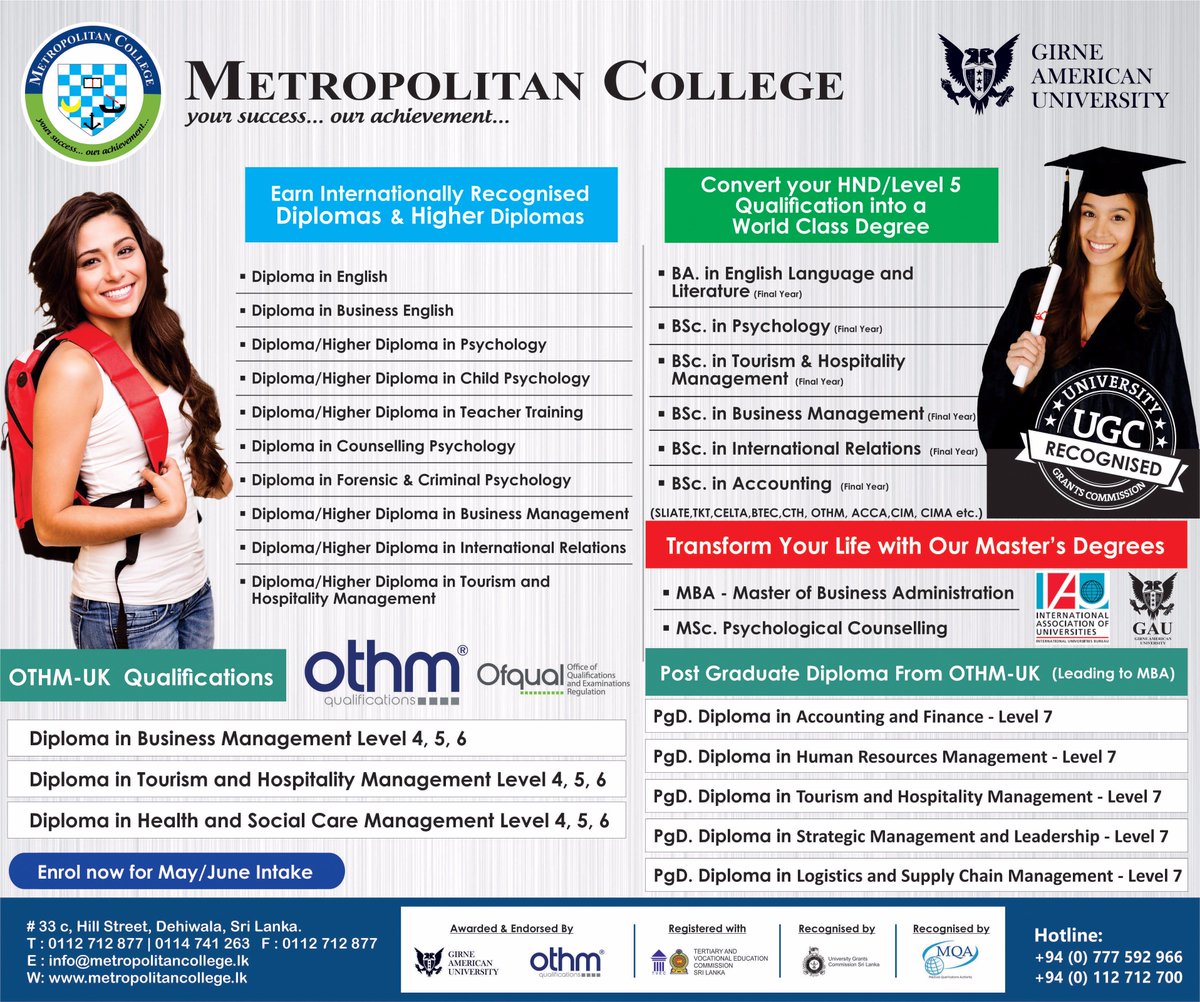 METROPOLITAN COLLEGE
your success... our achievement...
METROPOLITAN COLLEGE
your success... our achievement...
GIRNE
AMERICAN
UNIVERSITY
Earn Internationally Recognised
Diplomas & Higher Diplomas
▪ Diploma in English
▪ Diploma in Business English
▪ Diploma/Higher Diploma in Psychology
▪ Diploma/Higher Diploma in Child Psychology
▪ Diploma/Higher Diploma in Teacher Training
▪ Diploma in Counselling Psychology
▪ Diploma in Forensic & Criminal Psychology
▪ Diploma/Higher Diploma in Business Management
▪ Diploma/Higher Diploma in International Relations
▪ Diploma/Higher Diploma in Tourism and
Hospitality Management
Convert your HND/Level 5
Qualification into a
World Class Degree
▪ BA. in English Language and
Literature (Final Year)
▪ BSc. in Psychology (Final Year)
▪ BSc. in Tourism & Hospitality
Management (Final Year)
▪ BSc. in Business Management (Final Year)
▪ BSc. in International Relations (Final Year)
▪ BSc. in Accounting (Final Year)
(SLIATE,TKT,CELTA,BTEC,CTH, OTHM, ACCA,CIM, CIMA etc.)
UNIVERSITY
UGC
RECOGNISED
GRANTS COMMISSION
Transform Your Life with Our Master's Degrees
▪ MBA - Master of Business Administration
▪ MSc. Psychological Counselling
IAU
INTERNATIONAL
ASSOCIATION OF
UNIVERSITIES
INTERNATIONAL UNIVERSITIES BUREAU
GAU
GIRNE AMERICAN
UNIVERSITY
OTHM-UK Qualifications
othm®
qualifications
Ofqual
Office of
Qualifications
and Examinations
Regulation
Diploma in Business Management Level 4, 5, 6
Diploma in Tourism and Hospitality Management Level 4, 5, 6
Diploma in Health and Social Care Management Level 4, 5, 6
Enrol now for May/June Intake
Post Graduate Diploma From OTHM-UK (Leading to MBA)
PgD. Diploma in Accounting and Finance - Level 7
PgD. Diploma in Human Resources Management - Level 7
PgD. Diploma in Tourism and Hospitality Management - Level 7
PgD. Diploma in Strategic Management and Leadership - Level 7
PgD. Diploma in Logistics and Supply Chain Management - Level 7
# 33 c, Hill Street, Dehiwala, Sri Lanka.
T : 0112 712 877 | 0114 741 263 F : 0112 712 877
E : info@metropolitancollege.lk
W: www.metropolitancollege.lk
Awarded & Endorsed By
GIRNE
AMERICAN
UNIVERSITY
othm
qualifications
Registered with
TERTIARY AND
VOCATIONAL EDUCATION
COMMISSION
SRI LANKA
Recognised by
University Grants
Commission Sri Lanka
Recognised by
MQA
Hotline:
+94 (0) 777 592 966
+94 (0) 112 712 700